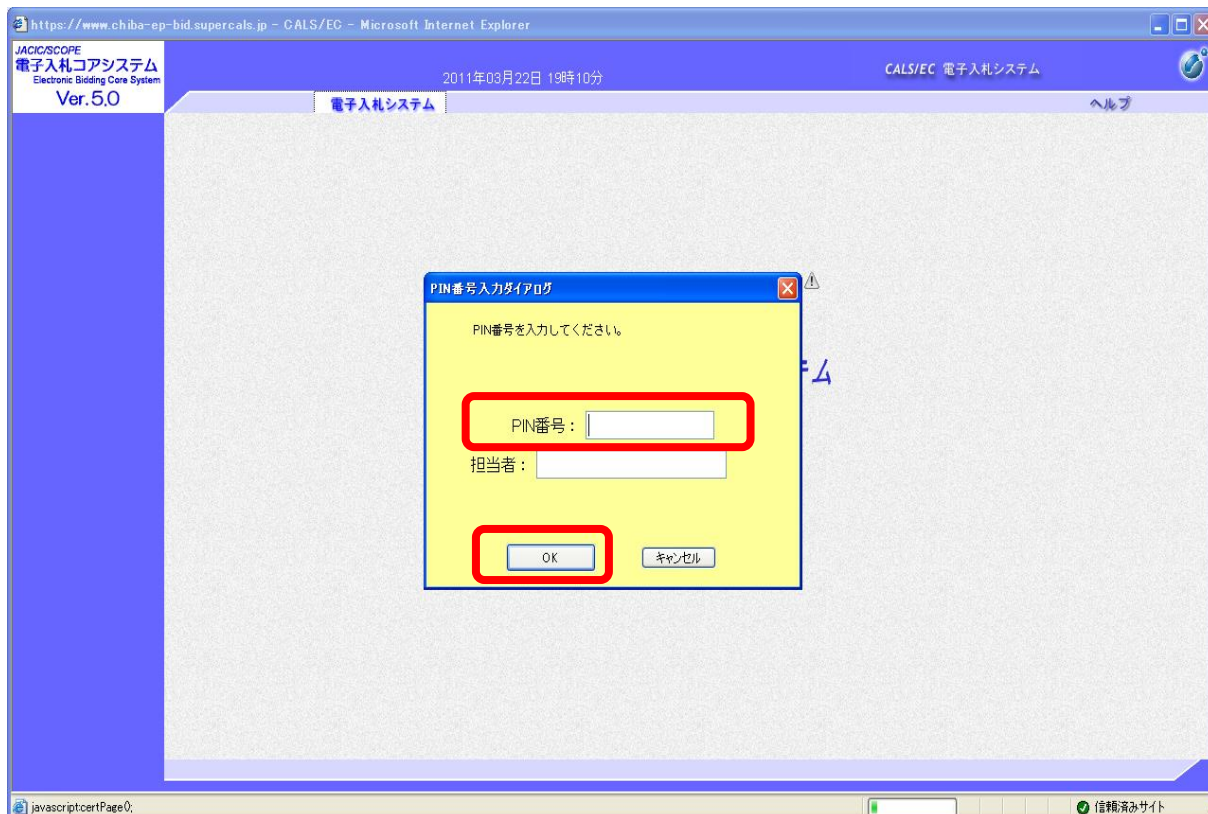 https://www.chiba-ep-bid.supercals.jp - CALS/EC - Microsoft Internet Explorer
JACIC/SCOPE
電子入札コアシステム
Electronic Bidding Core System
Ver.5.0
2011年03月22日 19時10分
CALS/EC 電子入札システム
電子入札システム
ヘルプ
PIN番号入力ダイアログ
PIN番号を入力してください。
テム
PIN番号：
担当者：
OK
キャンセル
javascript:certPage();
信頼済みサイト